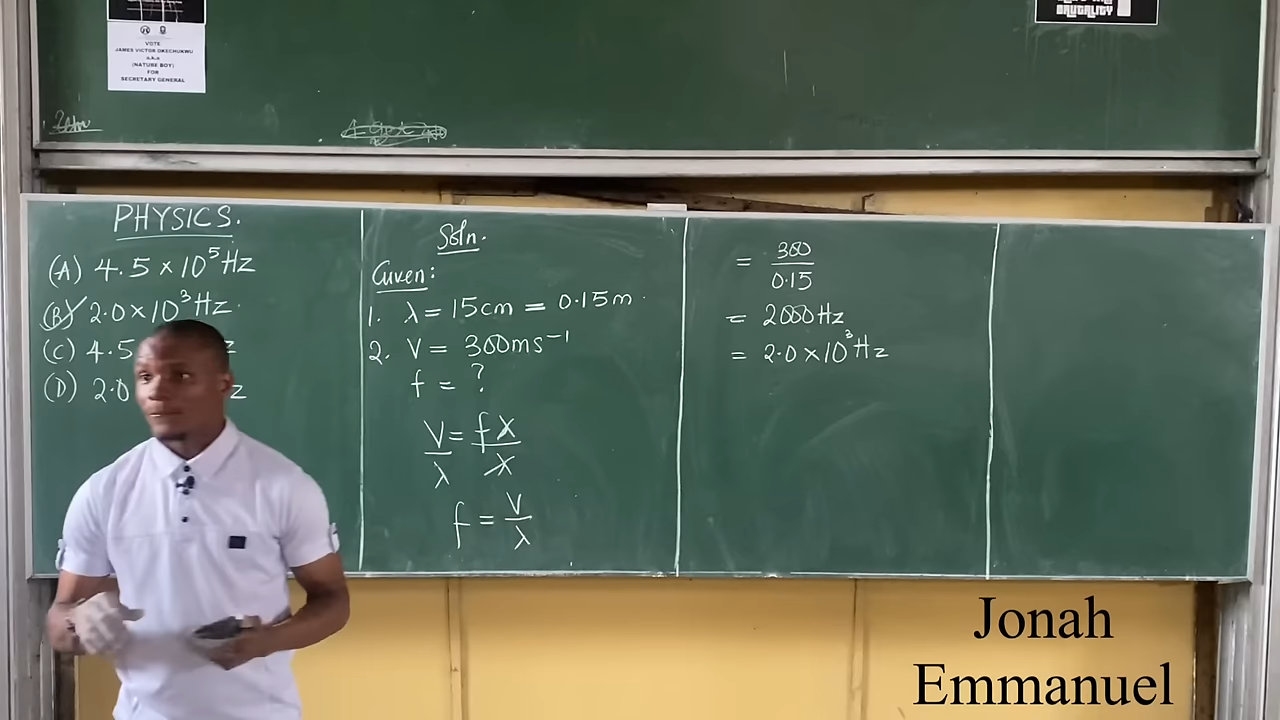 VOTE
JAMES VICTOR OKECHUKWU
a.k.a
(NATURE BOY)
FOR
SECRETARY GENERAL
BRUTALITY
PHYSICS.
(A) 4.5 × 10⁵ Hz
(B) 2.0 × 10³ Hz
(C) 4.5 z
(D) 2.0 z
Soln.
Given:
1. λ = 15cm = 0.15m.
2. V = 300ms⁻¹
f = ?
V/λ = fλ/λ
f = V/λ
= 300/0.15
= 2000Hz
= 2.0 × 10³ Hz
Jonah
Emmanuel